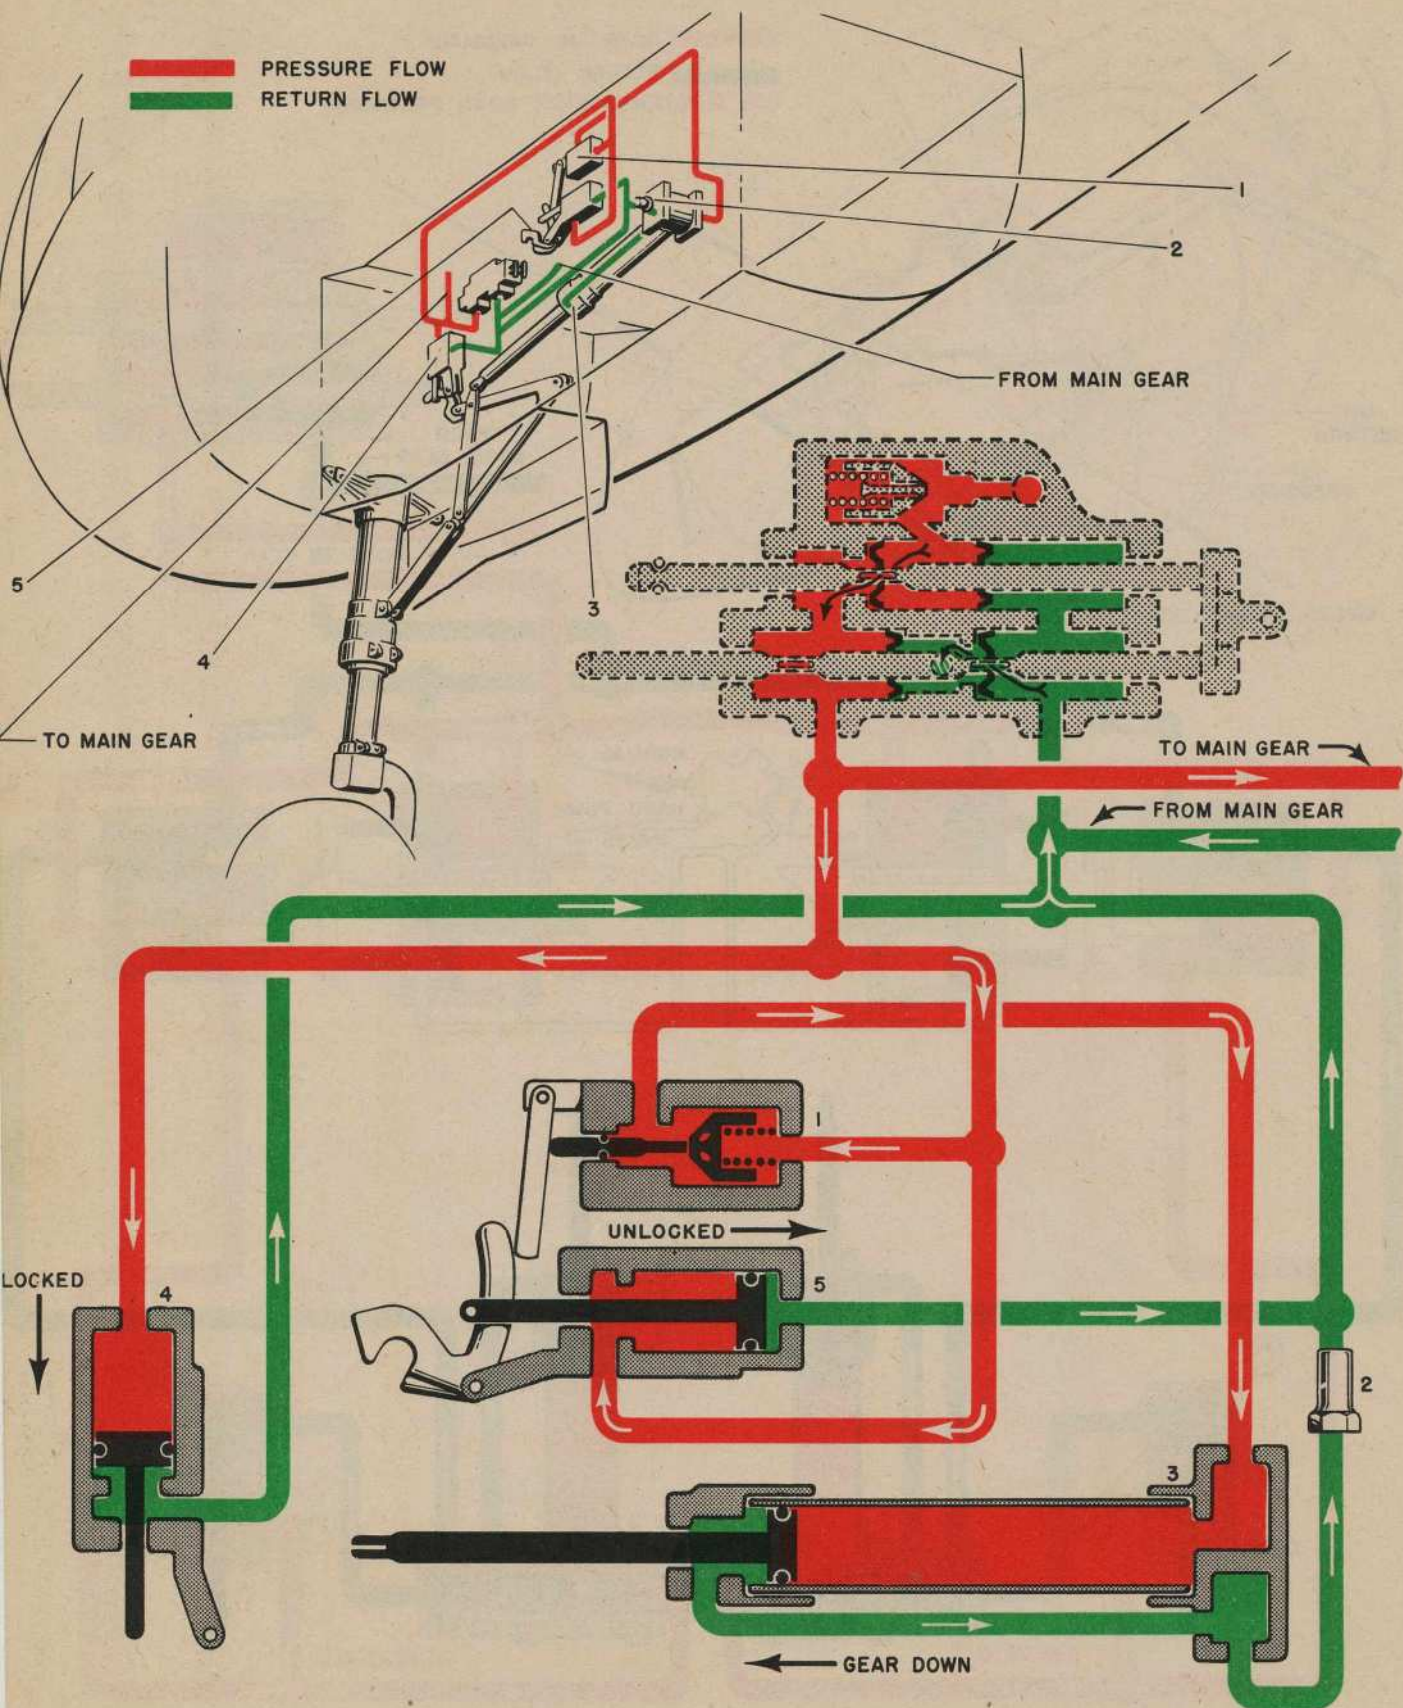 PRESSURE FLOW
RETURN FLOW
1
2
FROM MAIN GEAR
5
3
4
TO MAIN GEAR
TO MAIN GEAR
FROM MAIN GEAR
1
UNLOCKED
LOCKED
4
5
2
3
GEAR DOWN